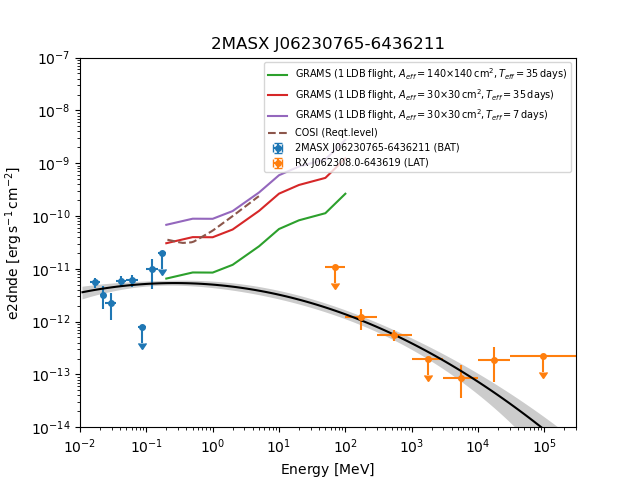 2MASX J06230765-6436211
10⁻⁷
10⁻⁸
10⁻⁹
10⁻¹⁰
10⁻¹¹
10⁻¹²
10⁻¹³
10⁻¹⁴
e2dnde [erg s⁻¹ cm⁻²]
GRAMS (1 LDB flight, A_eff = 140×140 cm², T_eff = 35 days)
GRAMS (1 LDB flight, A_eff = 30×30 cm², T_eff = 35 days)
GRAMS (1 LDB flight, A_eff = 30×30 cm², T_eff = 7 days)
COSI (Reqt.level)
2MASX J06230765-6436211 (BAT)
RX J062308.0-643619 (LAT)
10⁻² 10⁻¹ 10⁰ 10¹ 10² 10³ 10⁴ 10⁵
Energy [MeV]